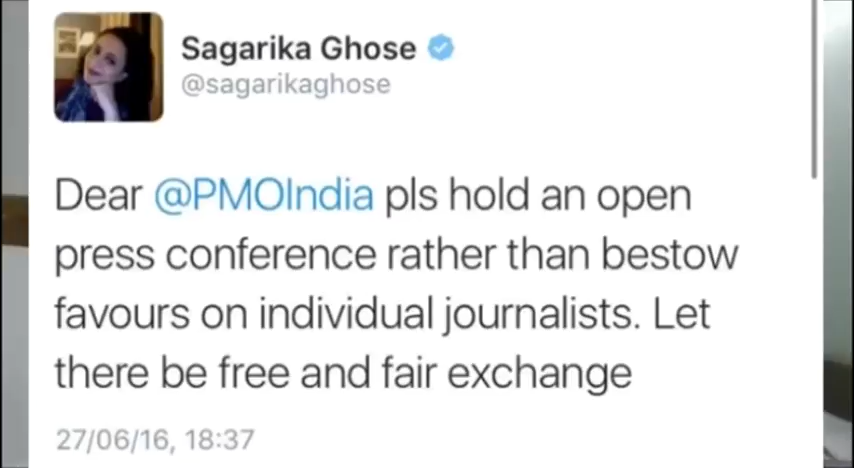 Sagarika Ghose
@sagarikaghose
Dear @PMOIndia pls hold an open
press conference rather than bestow
favours on individual journalists. Let
there be free and fair exchange
27/06/16, 18:37